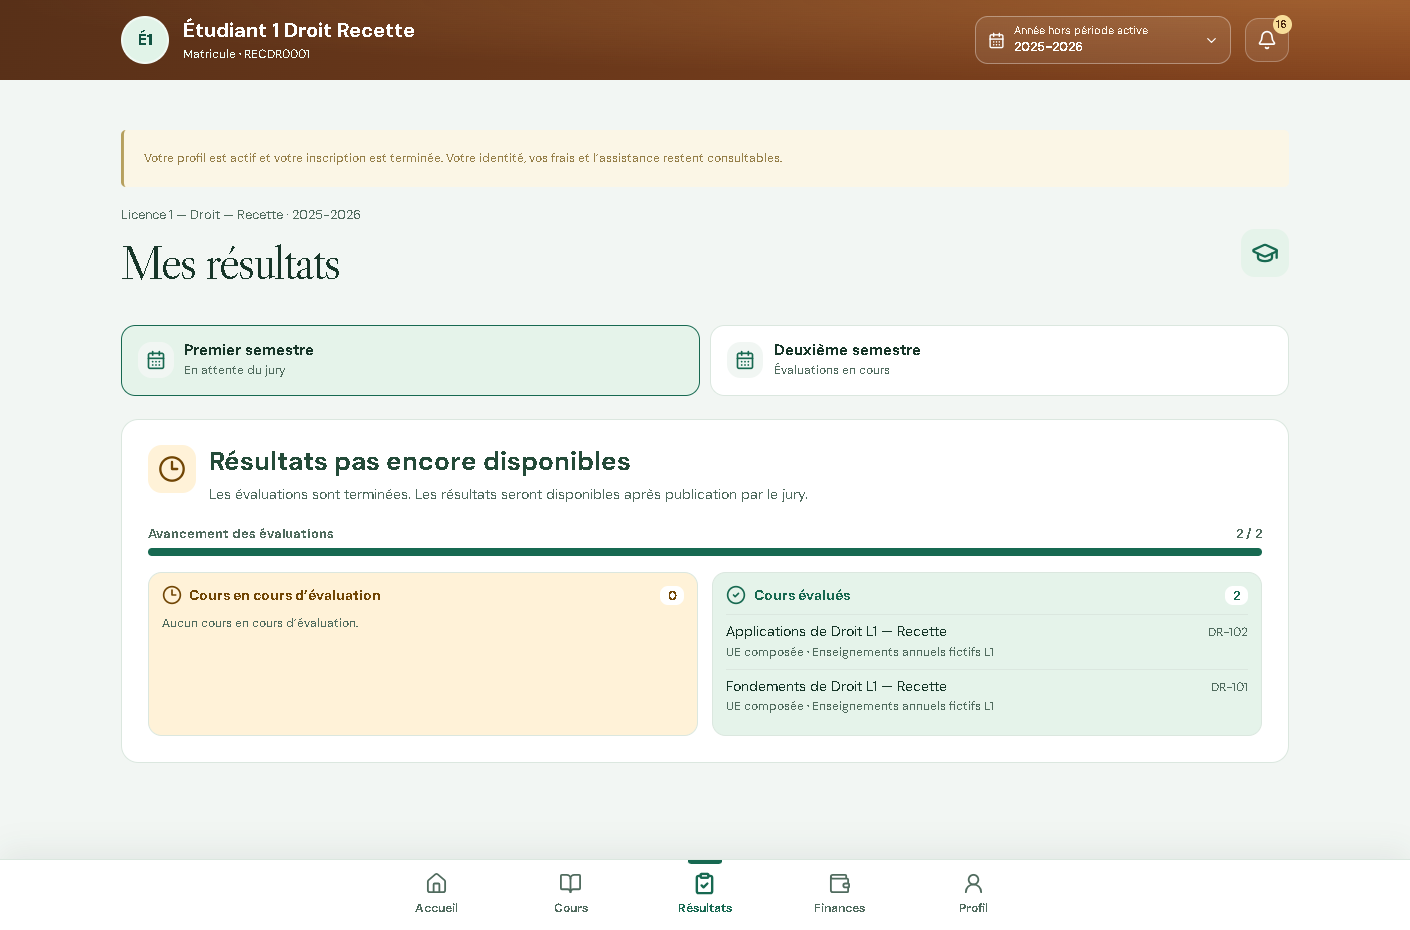 É1
Étudiant 1 Droit Recette
Matricule · RECDR0001
Année hors période active
2025-2026
16
Votre profil est actif et votre inscription est terminée. Votre identité, vos frais et l'assistance restent consultables.
Licence 1 — Droit — Recette · 2025-2026
Mes résultats
Premier semestre
En attente du jury
Deuxième semestre
Évaluations en cours
Résultats pas encore disponibles
Les évaluations sont terminées. Les résultats seront disponibles après publication par le jury.
Avancement des évaluations
2 / 2
Cours en cours d'évaluation
0
Aucun cours en cours d'évaluation.
Cours évalués
2
Applications de Droit L1 — Recette
DR-102
UE composée · Enseignements annuels fictifs L1
Fondements de Droit L1 — Recette
DR-101
UE composée · Enseignements annuels fictifs L1
Accueil
Cours
Résultats
Finances
Profil